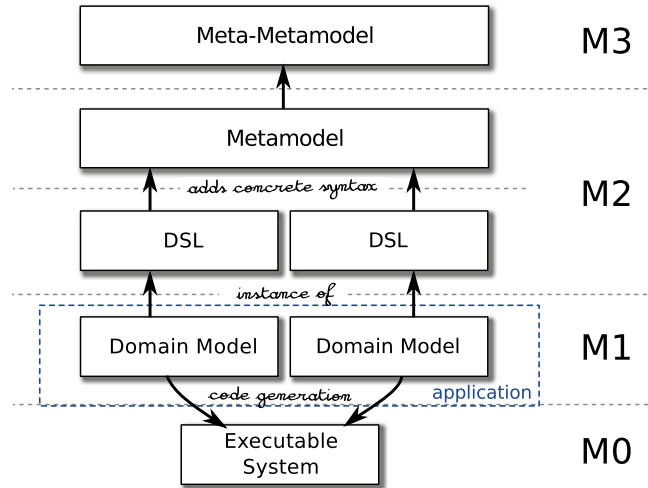 Meta-Metamodel
M3
Metamodel
adds concrete syntax
M2
DSL
DSL
instance of
Domain Model
Domain Model
M1
code generation
application
Executable
System
M0